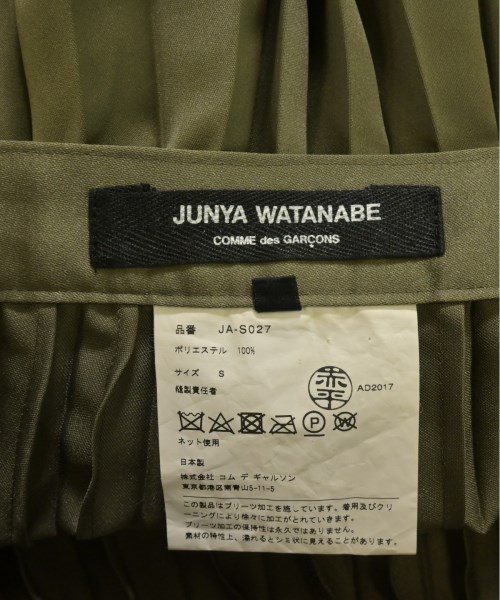 JUNYA WATANABE
COMME des GARÇONS
品番 JA-S027
ポリエステル 100%
サイズ S
縫製責任者
赤平
AD2017
P
W
ネット使用
日本製
株式会社 コム デ ギャルソン
東京都港区南青山5-11-5
この製品はプリーツ加工を施しています。着用及びクリ
ーニングにより徐々に加工がとれていきます。
プリーツ加工の保持性は永久ではありません。
素材の特性上、濡れるとシミ状に見えることがあります。